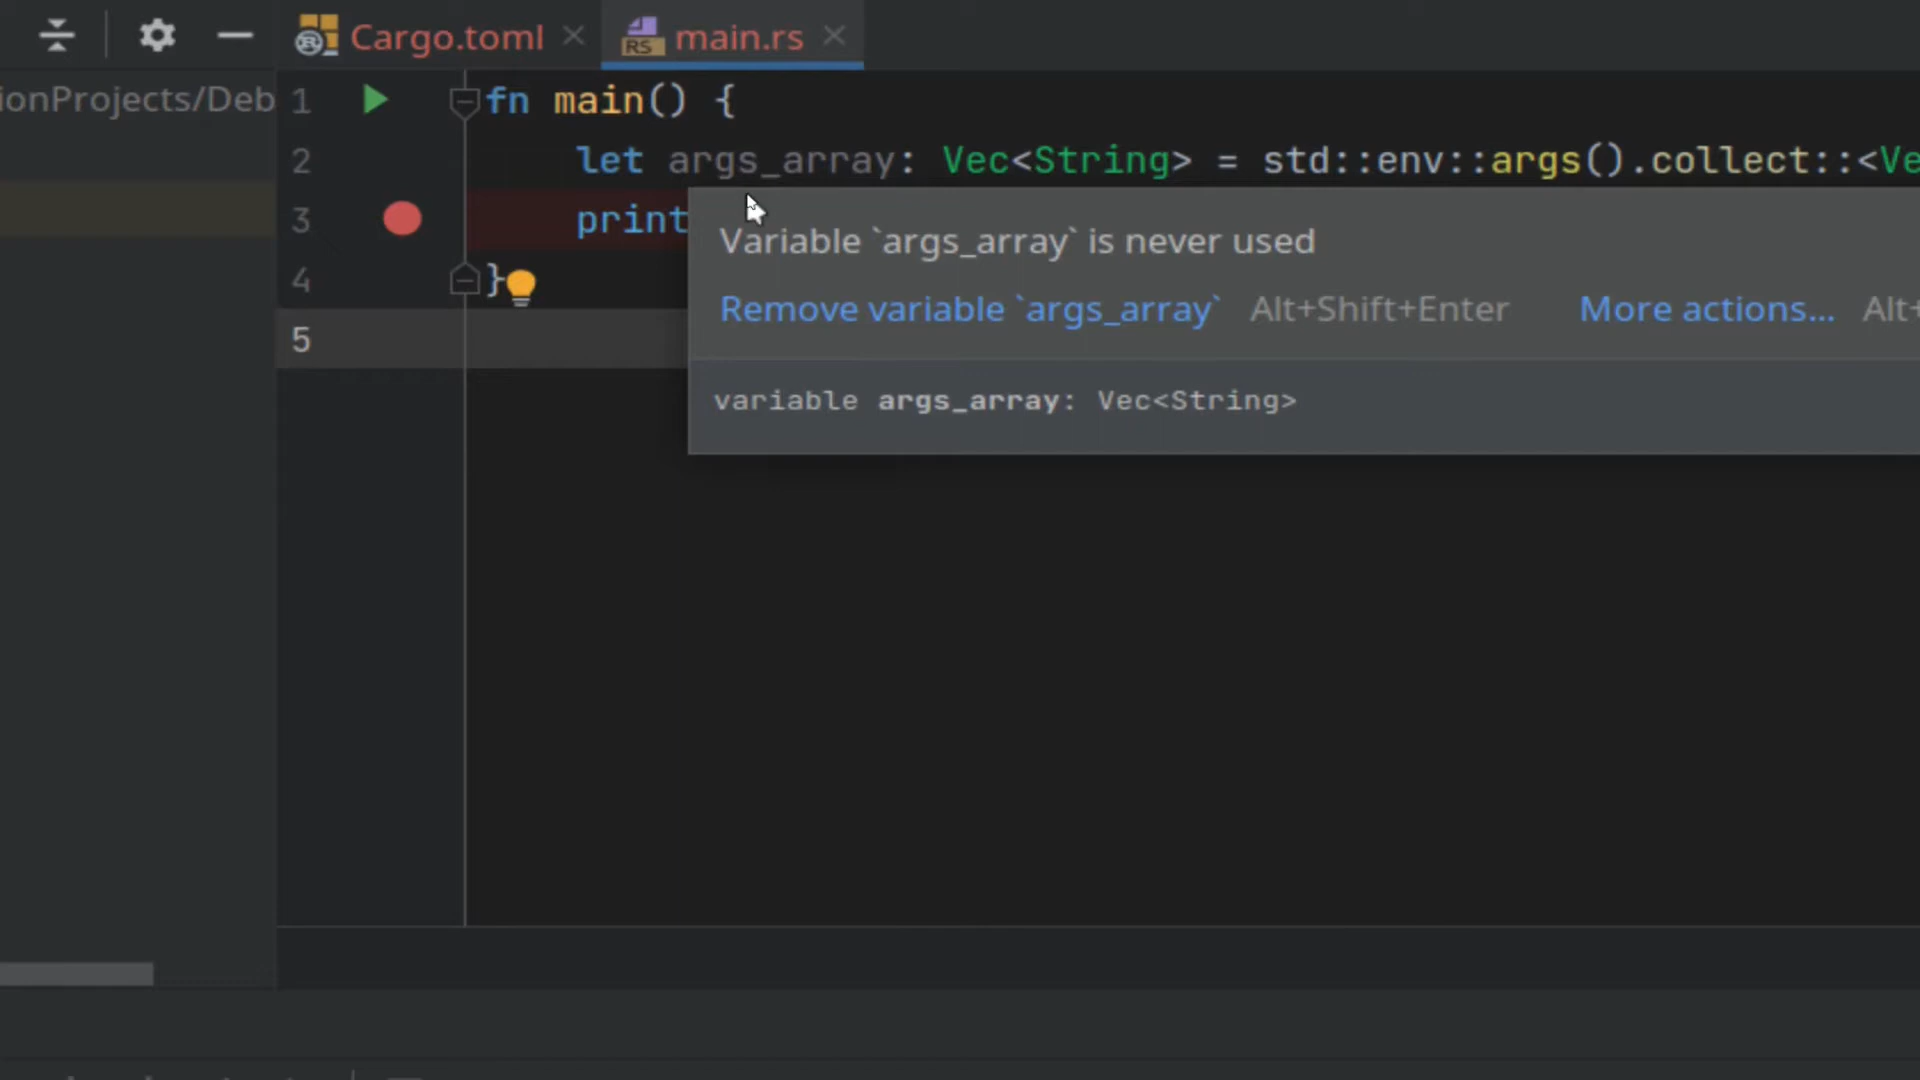 Cargo.toml
main.rs
RS
ionProjects/Deb
1 fn main() {
2 let args_array: Vec<String> = std::env::args().collect::<Ve
3 print
4 }
5
Variable `args_array` is never used
Remove variable `args_array` Alt+Shift+Enter More actions... Alt+
variable args_array: Vec<String>